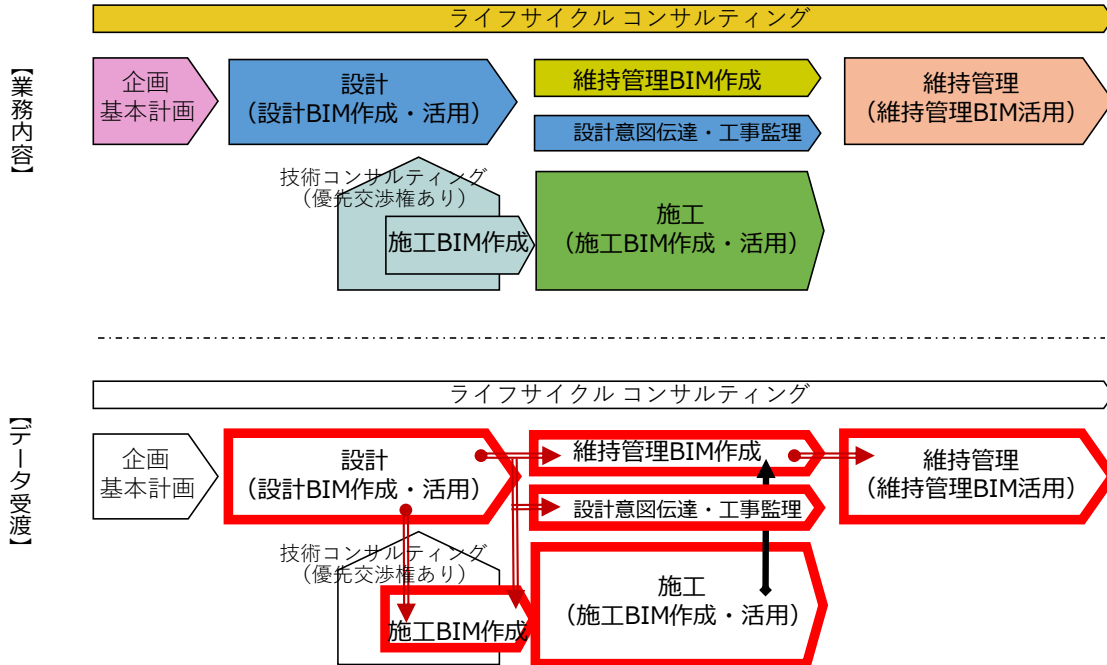 ライフサイクル コンサルティング
【業務内容】
企画
基本計画
設計
（設計BIM作成・活用）
維持管理BIM作成
設計意図伝達・工事監理
維持管理
（維持管理BIM活用）
技術コンサルティング
（優先交渉権あり）
施工BIM作成
施工
（施工BIM作成・活用）
ライフサイクル コンサルティング
【データ受渡】
企画
基本計画
設計
（設計BIM作成・活用）
維持管理BIM作成
設計意図伝達・工事監理
維持管理
（維持管理BIM活用）
技術コンサルティング
（優先交渉権あり）
施工BIM作成
施工
（施工BIM作成・活用）